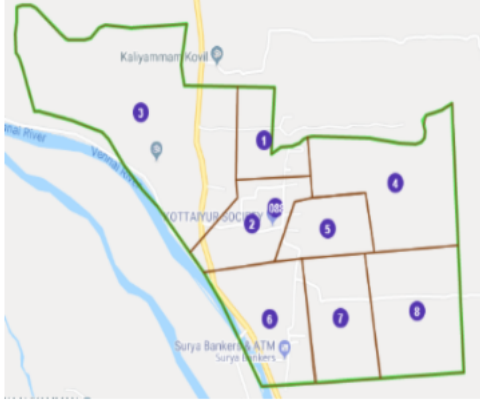 Kaliyammam Kovil
3
1
Vennai River
4
KOTTAIYUR SOCIETY
2
5
6
7
8
Surya Bankers & ATM
Surya Bankers